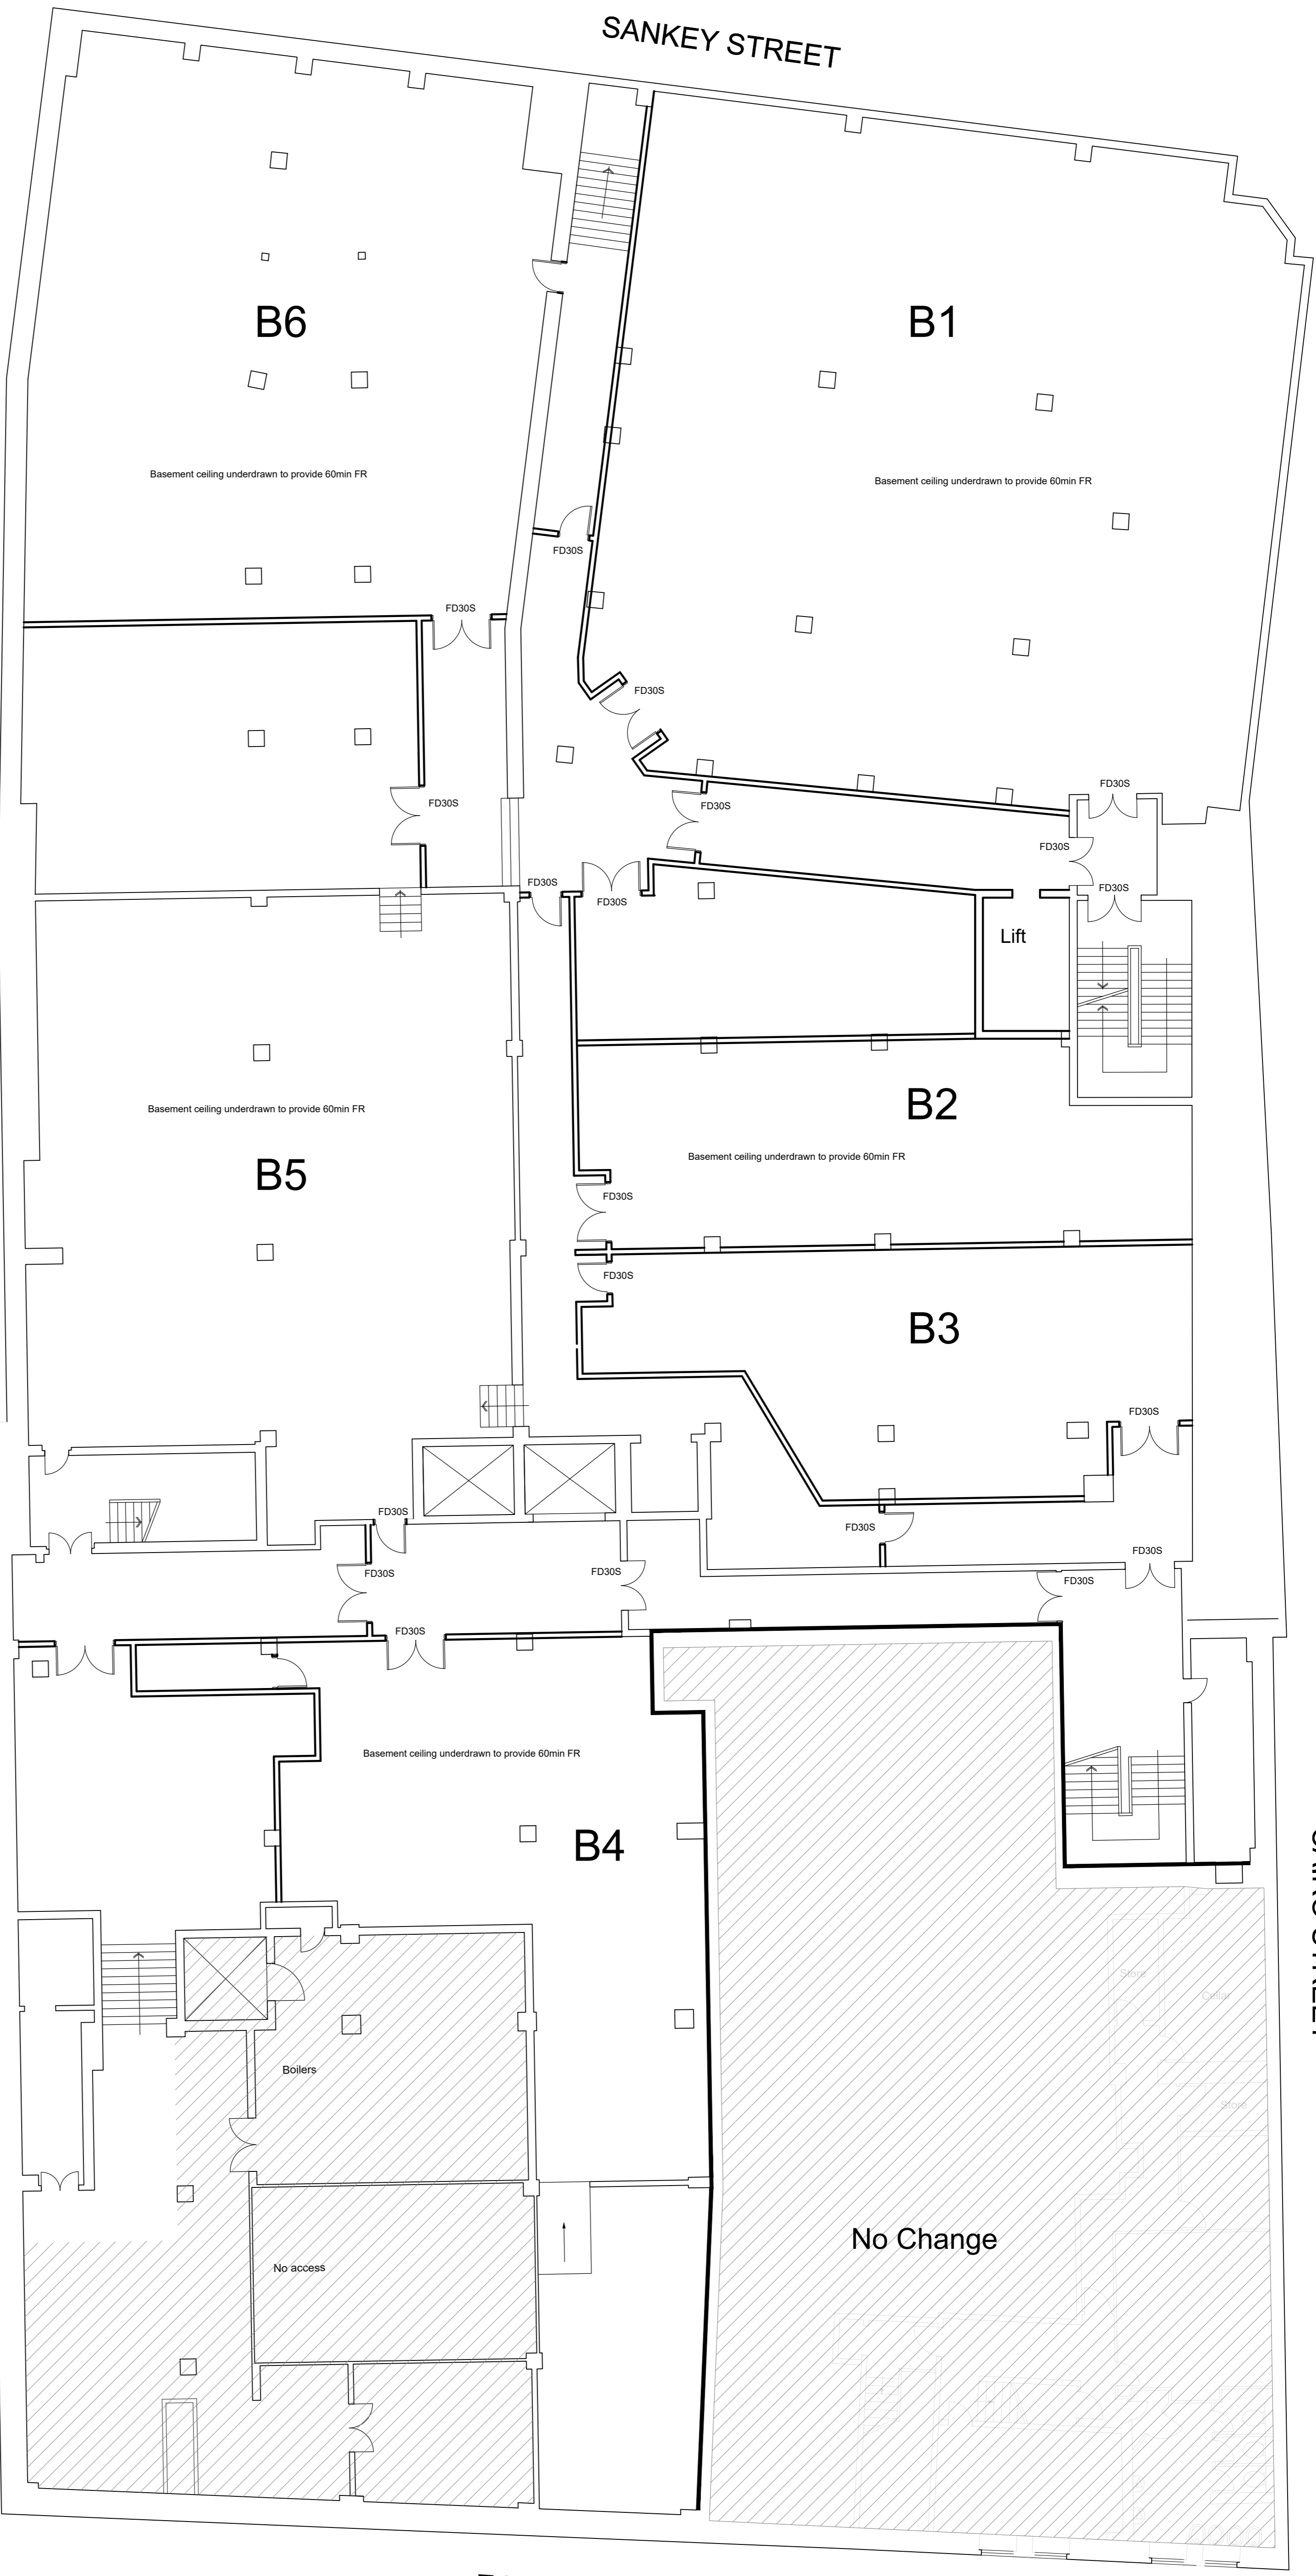 SANKEY STREET
B6
B1
Basement ceiling underdrawn to provide 60min FR
Basement ceiling underdrawn to provide 60min FR
FD30S
FD30S
FD30S
FD30S
FD30S
FD30S
FD30S
FD30S
FD30S
FD30S
Lift
B2
Basement ceiling underdrawn to provide 60min FR
Basement ceiling underdrawn to provide 60min FR
B5
FD30S
FD30S
B3
FD30S
FD30S
FD30S
FD30S
FD30S
FD30S
FD30S
FD30S
Basement ceiling underdrawn to provide 60min FR
B4
Store
Cellar
Boilers
Store
No Change
No access